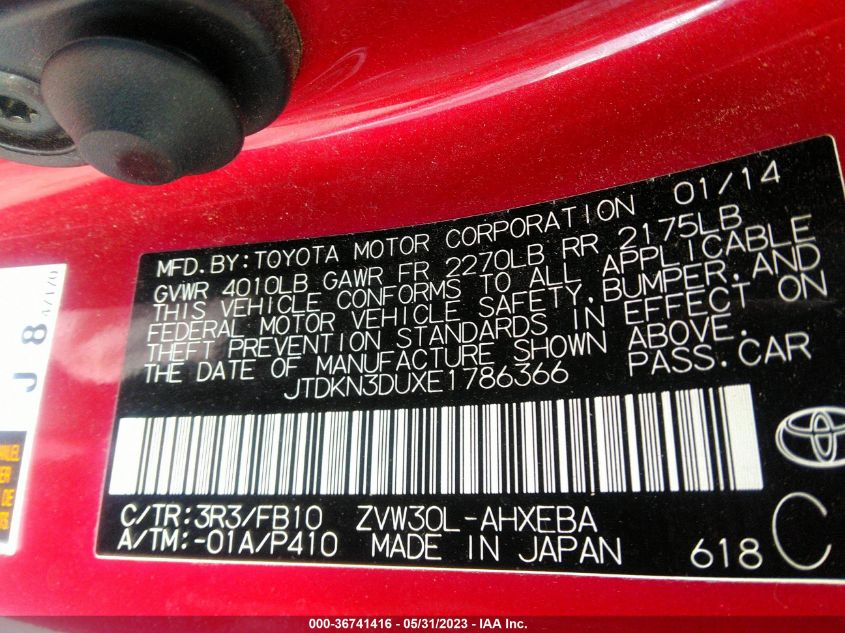 MFD. BY: TOYOTA MOTOR CORPORATION 01/14
GVWR 4010LB GAWR FR 2270LB RR 2175LB
THIS VEHICLE CONFORMS TO ALL APPLICABLE
FEDERAL MOTOR VEHICLE SAFETY, BUMPER, AND
THEFT PREVENTION STANDARDS IN EFFECT ON
THE DATE OF MANUFACTURE SHOWN ABOVE.
JTDKN3DUXE1786366 PASS. CAR
C/TR: 3R3/FB10 ZVW30L-AHXEBA
A/TM: -01A/P410 MADE IN JAPAN 618 C
J 8
DE
000-36741416 - 05/31/2023 - IAA Inc.